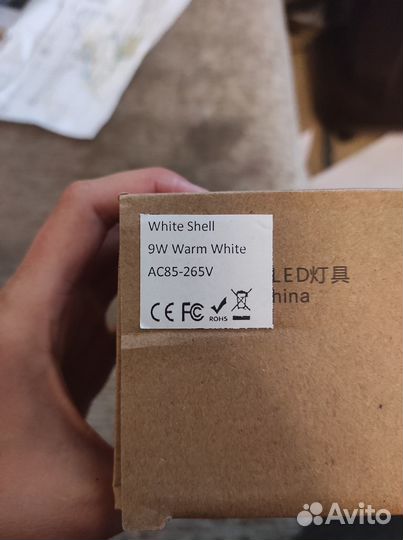 White Shell
9W Warm White
AC85-265V
CE FC ROHS
LED灯具
hina
Avito